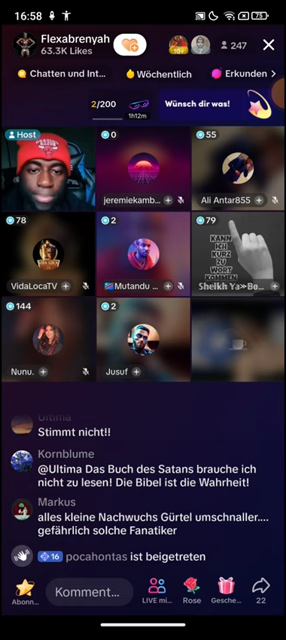 16:58
75
Flexabrenyah
63.3K Likes
247
Chatten und Int...
Wöchentlich
Erkunden
2/200
1h12m
Wünsch dir was!
Host
0
55
jeremiekamb...
Ali Antar855
78
2
79
KANN
ICH
KURZ
ZU
WORT
KOMMEN
VidaLocaTV
Mutandu ...
Sheikh Ya≫Bo...
144
2
Nunu.
Jusuf
Ultima
Stimmt nicht!!
Kornblume
@Ultima Das Buch des Satans brauche ich
nicht zu lesen! Die Bibel ist die Wahrheit!
Markus
alles kleine Nachwuchs Gürtel umschnaller....
gefährlich solche Fanatiker
16 pocahontas ist beigetreten
Komment...
Abonn...
LIVE mi...
Rose
Gesche...
22